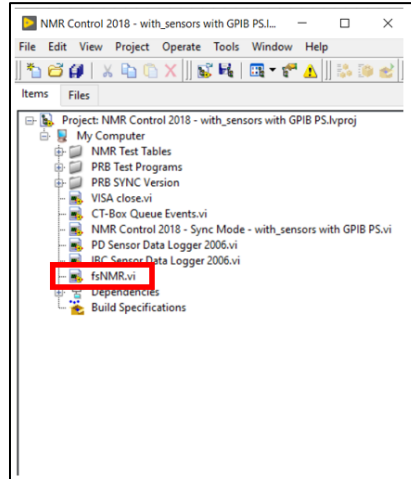 NMR Control 2018 - with_sensors with GPIB PS.l...
File Edit View Project Operate Tools Window Help
Items Files
Project: NMR Control 2018 - with_sensors with GPIB PS.lvproj
My Computer
NMR Test Tables
PRB Test Programs
PRB SYNC Version
VISA close.vi
CT-Box Queue Events.vi
NMR Control 2018 - Sync Mode - with_sensors with GPIB PS.vi
PD Sensor Data Logger 2006.vi
IBC Sensor Data Logger 2006.vi
fsNMR.vi
Dependencies
Build Specifications